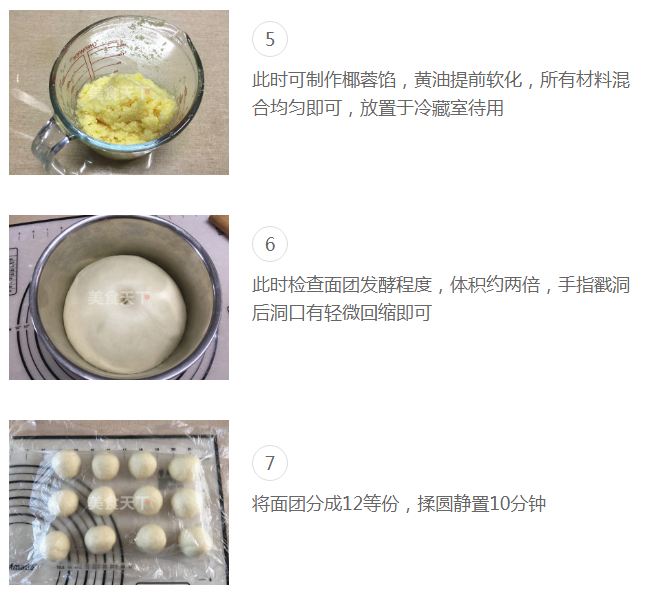 5
此时可制作椰蓉馅，黄油提前软化，所有材料混
合均匀即可，放置于冷藏室待用
美食天下
6
此时检查面团发酵程度，体积约两倍，手指戳洞
后洞口有轻微回缩即可
美食天下
7
将面团分成12等份，揉圆静置10分钟
美食天下